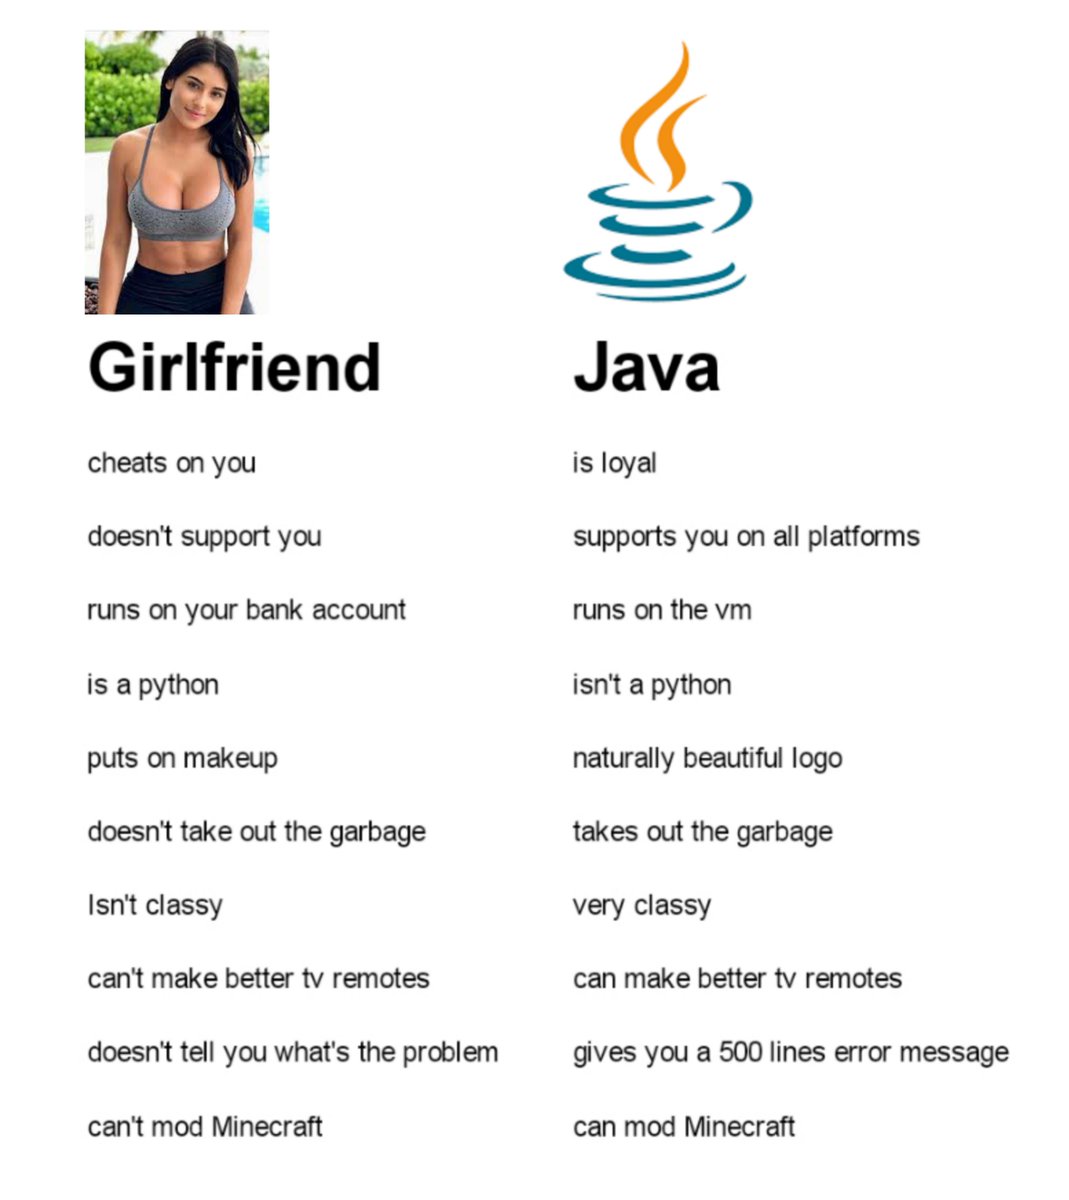 Girlfriend Java
cheats on you is loyal
doesn't support you supports you on all platforms
runs on your bank account runs on the vm
is a python isn't a python
puts on makeup naturally beautiful logo
doesn't take out the garbage takes out the garbage
Isn't classy very classy
can't make better tv remotes can make better tv remotes
doesn't tell you what's the problem gives you a 500 lines error message
can't mod Minecraft can mod Minecraft